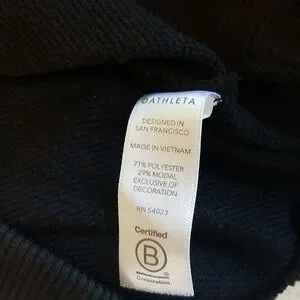 ATHLETA
DESIGNED IN
SAN FRANCISCO
MADE IN VIETNAM
71% POLYESTER
29% MODAL
EXCLUSIVE OF
DECORATION
RN 54023
Certified
B
Corporation